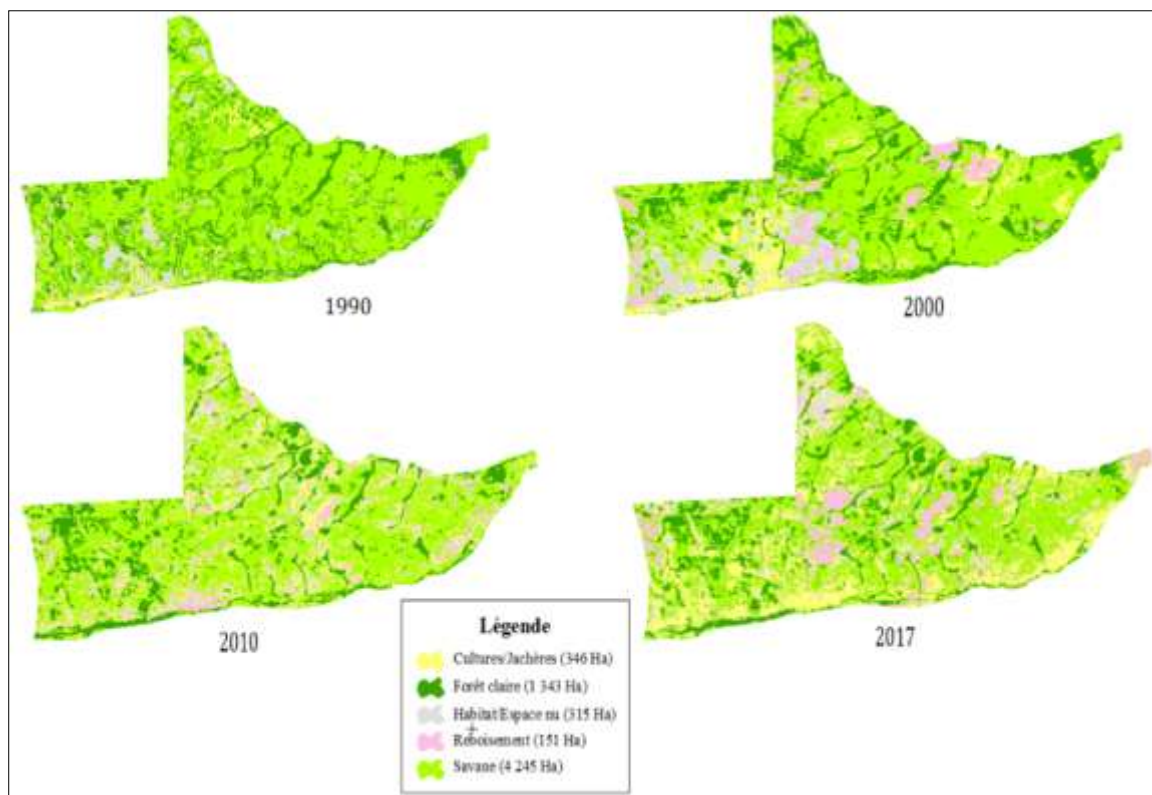 1990
2000
2010
2017
Légende
Cultures/Jachères (346 Ha)
Forêt claire (1 343 Ha)
Habitat/Espace nu (315 Ha)
Reboisement (151 Ha)
Savane (4 245 Ha)